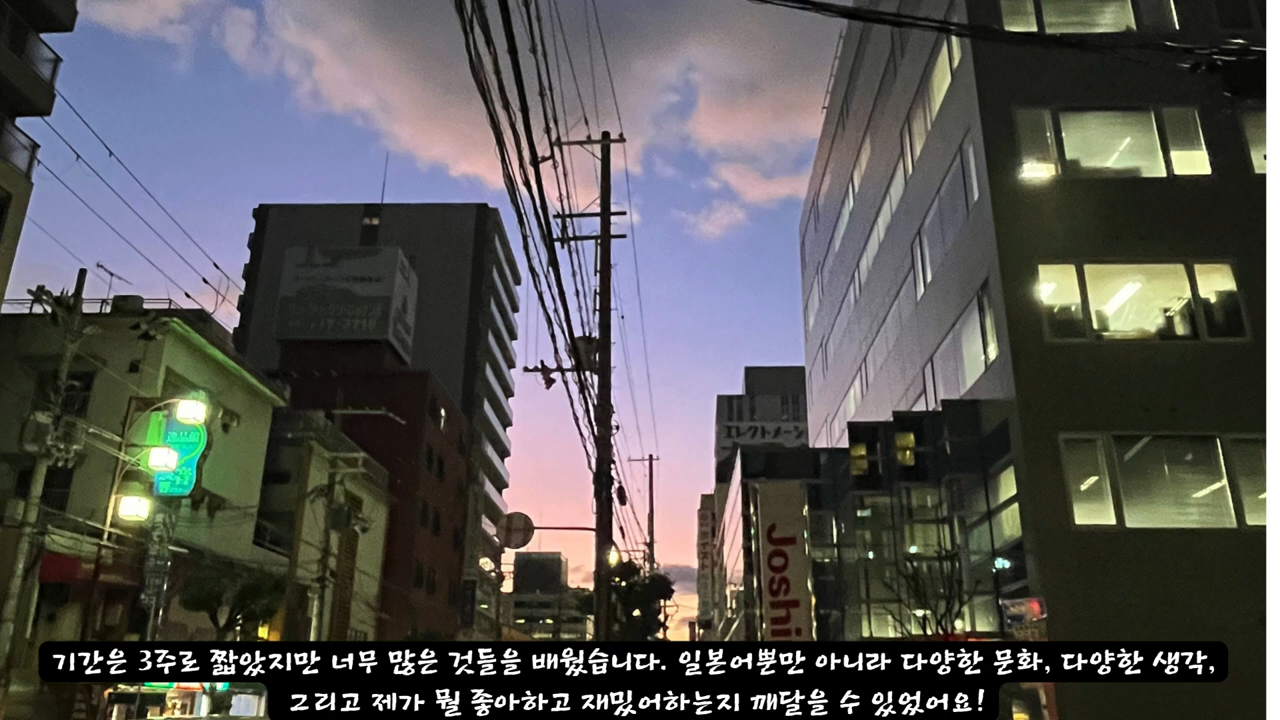 エレクトメーシ
Joshi
기간은 3주로 짧았지만 너무 많은 것들을 배웠습니다. 일본어뿐만 아니라 다양한 문화, 다양한 생각,
그리고 제가 뭘 좋아하고 재밌어하는지 깨달을 수 있었어요!